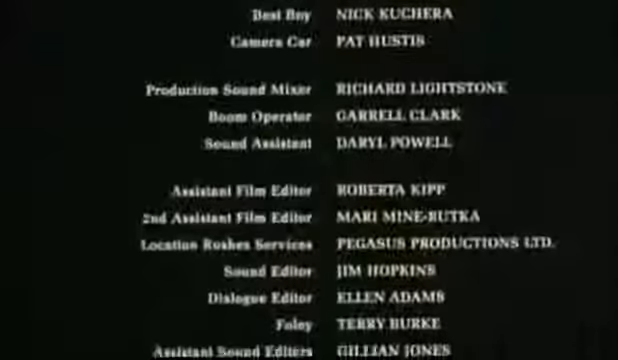 Best Boy NICK KUCHERA
Camera Car PAT HUSTIS
Production Sound Mixer RICHARD LIGHTSTONE
Boom Operator GARRELL CLARK
Sound Assistant DARYL POWELL
Assistant Film Editor ROBERTA KIPP
2nd Assistant Film Editor MARI MINE-RUTKA
Location Rushes Services PEGASUS PRODUCTIONS LTD.
Sound Editor JIM HOPKINS
Dialogue Editor ELLEN ADAMS
Foley TERRY BURKE
Assistant Sound Editors GILLIAN JONES